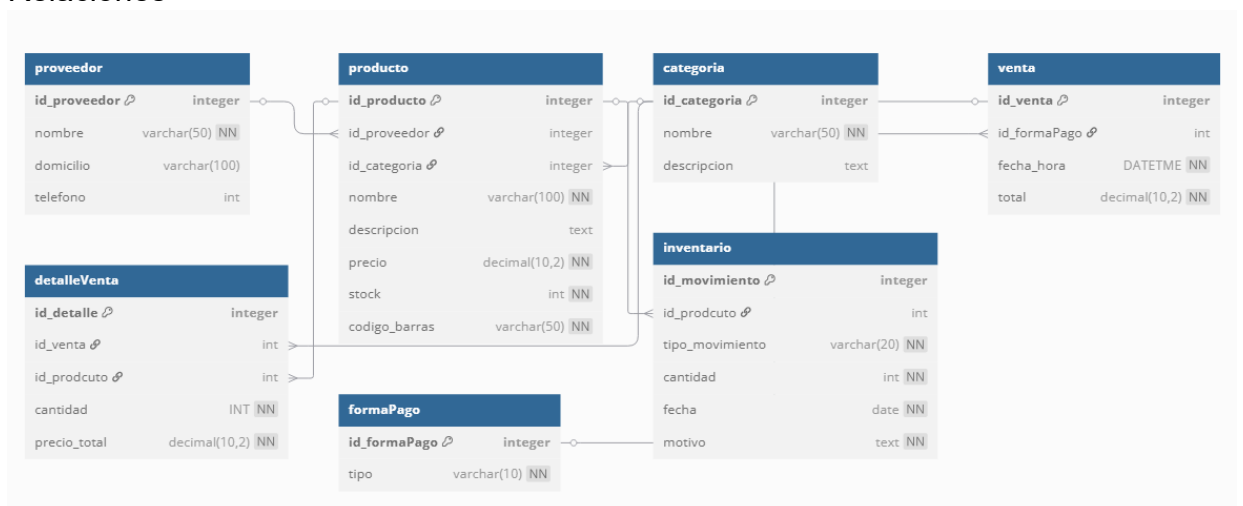 Relaciones
proveedor
id_proveedor integer
nombre varchar(50) NN
domicilio varchar(100)
telefono int
producto
id_producto integer
id_proveedor integer
id_categoria integer
nombre varchar(100) NN
descripcion text
precio decimal(10,2) NN
stock int NN
codigo_barras varchar(50) NN
categoria
id_categoria integer
nombre varchar(50) NN
descripcion text
venta
id_venta integer
id_formaPago int
fecha_hora DATETME NN
total decimal(10,2) NN
detalleVenta
id_detalle integer
id_venta int
id_prodcuto int
cantidad INT NN
precio_total decimal(10,2) NN
formaPago
id_formaPago integer
tipo varchar(10) NN
inventario
id_movimiento integer
id_prodcuto int
tipo_movimiento varchar(20) NN
cantidad int NN
fecha date NN
motivo text NN